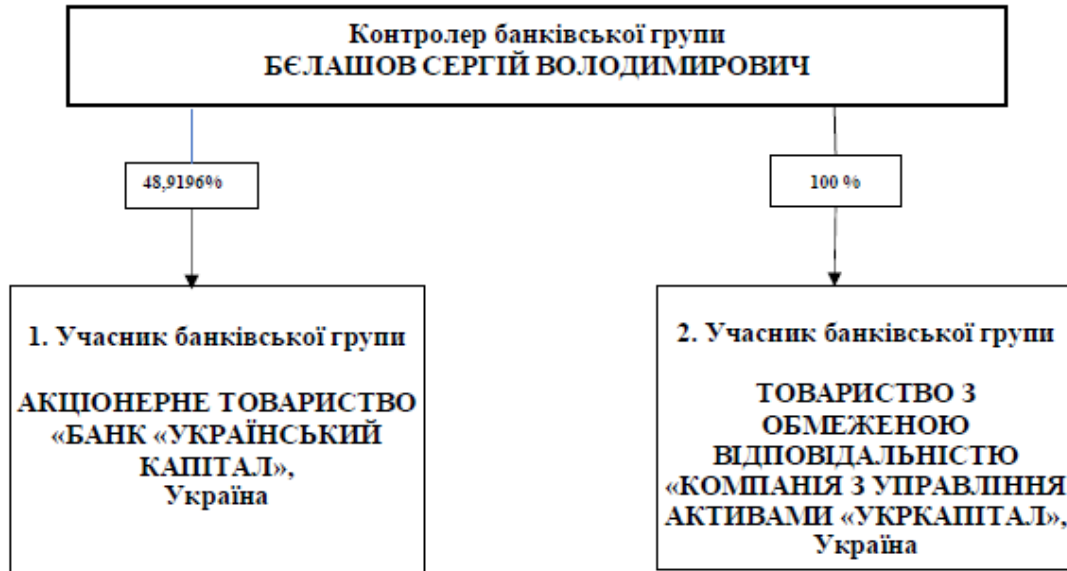 Контролер банківської групи
БЄЛАШОВ СЕРГІЙ ВОЛОДИМИРОВИЧ
48,9196%
100 %
1. Учасник банківської групи
АКЦІОНЕРНЕ ТОВАРИСТВО
«БАНК «УКРАЇНСЬКИЙ
КАПІТАЛ»,
Україна
2. Учасник банківської групи
ТОВАРИСТВО З
ОБМЕЖЕНОЮ
ВІДПОВІДАЛЬНІСТЮ
«КОМПАНІЯ З УПРАВЛІННЯ
АКТИВАМИ «УКРКАПІТАЛ»,
Україна